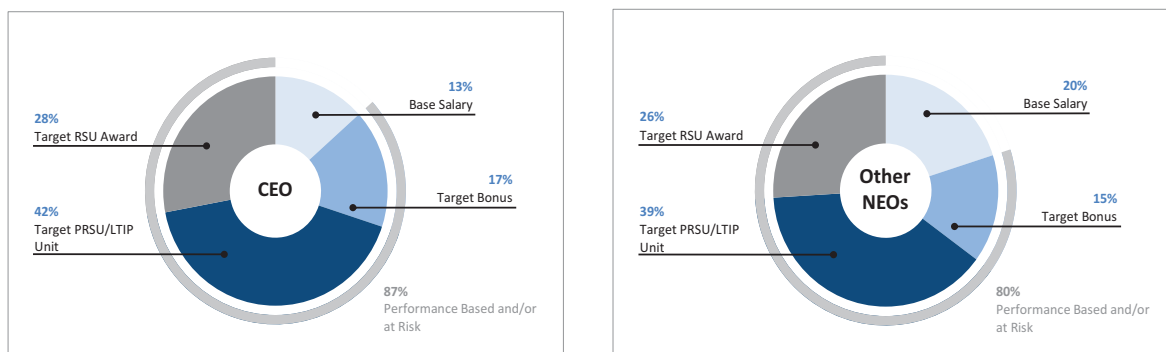 13%
Base Salary
28%
Target RSU Award
CEO
17%
Target Bonus
42%
Target PRSU/LTIP
Unit
87%
Performance Based and/or
at Risk
20%
Base Salary
26%
Target RSU Award
Other
NEOs
15%
Target Bonus
39%
Target PRSU/LTIP
Unit
80%
Performance Based and/or
at Risk